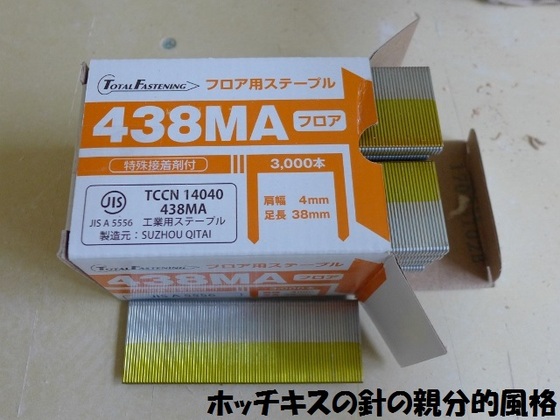 TOTAL FASTENING
フロア用ステープル
438MA フロア
特殊接着剤付
3,000本
JIS
JIS A 5556
TCCN 14040
438MA
工業用ステープル
製造元：SUZHOU QITAI
肩幅 4mm
足長 38mm
TOTAL FASTENING
フロア用ステープル
438MA フロア
JIS A 5556
ホッチキスの針の親分的風格